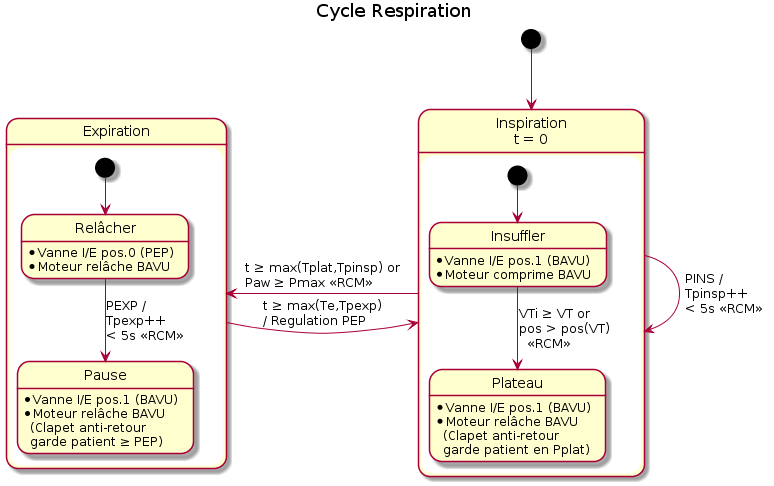 Cycle Respiration
Inspiration
t = 0
Insuffler
•Vanne I/E pos.1 (BAVU)
•Moteur comprime BAVU
VTi ≥ VT or
pos > pos(VT)
«RCM»
Plateau
•Vanne I/E pos.1 (BAVU)
•Moteur relâche BAVU
(Clapet anti-retour
garde patient en Pplat)
PINS /
Tpinsp++
< 5s «RCM»
t ≥ max(Tplat,Tpinsp) or
Paw ≥ Pmax «RCM»
t ≥ max(Te,Tpexp)
/ Regulation PEP
Expiration
Relâcher
•Vanne I/E pos.0 (PEP)
•Moteur relâche BAVU
PEXP /
Tpexp++
< 5s «RCM»
Pause
•Vanne I/E pos.1 (BAVU)
•Moteur relâche BAVU
(Clapet anti-retour
garde patient ≥ PEP)